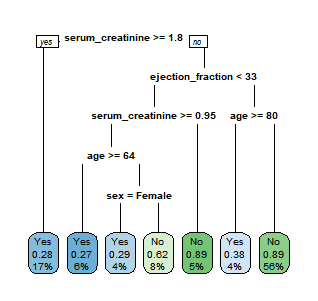 yes serum_creatinine >= 1.8 no
ejection_fraction < 33
serum_creatinine >= 0.95 age >= 80
age >= 64
sex = Female
Yes Yes Yes No No Yes No
0.28 0.27 0.29 0.62 0.89 0.38 0.89
17% 6% 4% 8% 5% 4% 56%